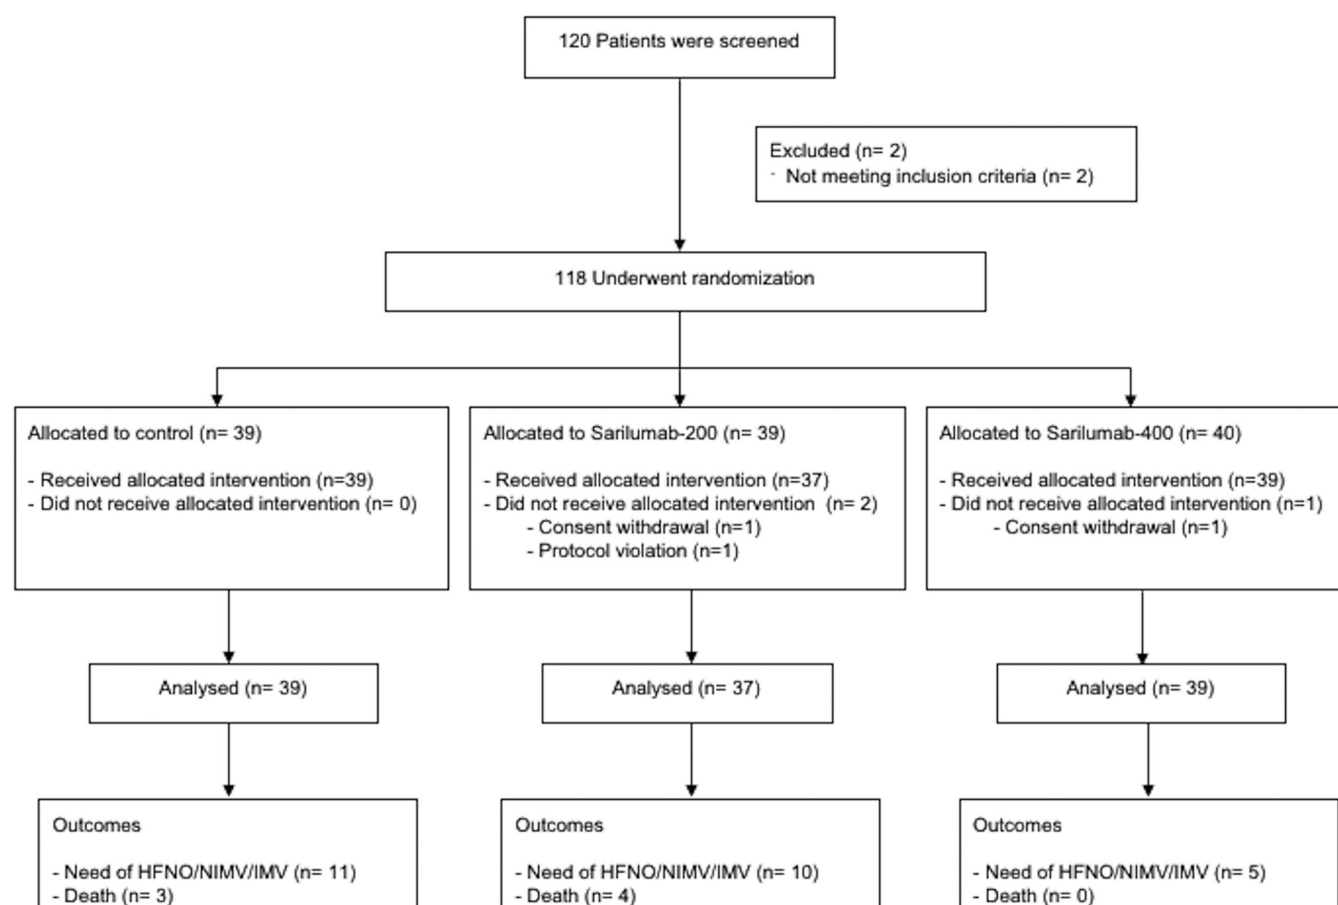 120 Patients were screened
Excluded (n= 2)
· Not meeting inclusion criteria (n= 2)
118 Underwent randomization
Allocated to control (n= 39)
- Received allocated intervention (n=39)
- Did not receive allocated intervention (n= 0)
Allocated to Sarilumab-200 (n= 39)
- Received allocated intervention (n=37)
- Did not receive allocated intervention (n= 2)
- Consent withdrawal (n=1)
- Protocol violation (n=1)
Allocated to Sarilumab-400 (n= 40)
- Received allocated intervention (n=39)
- Did not receive allocated intervention (n=1)
- Consent withdrawal (n=1)
Analysed (n= 39)
Analysed (n= 37)
Analysed (n= 39)
Outcomes
- Need of HFNO/NIMV/IMV (n= 11)
- Death (n= 3)
Outcomes
- Need of HFNO/NIMV/IMV (n= 10)
- Death (n= 4)
Outcomes
- Need of HFNO/NIMV/IMV (n= 5)
- Death (n= 0)